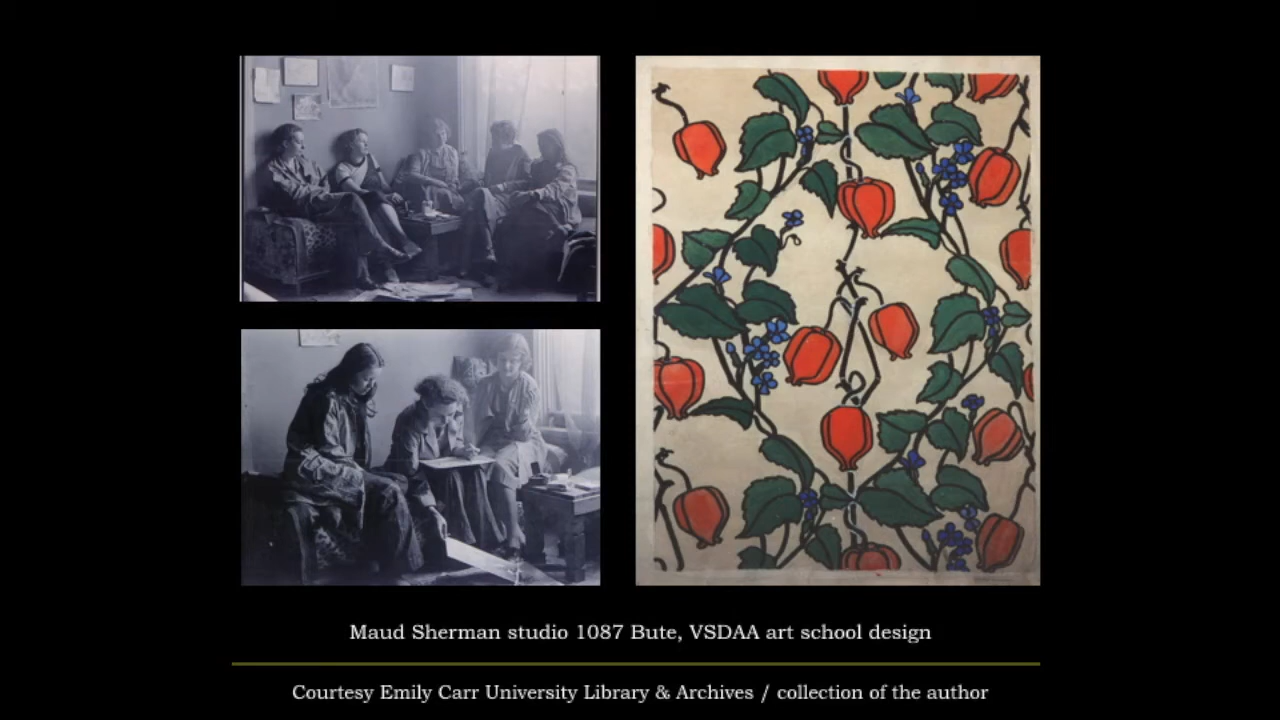 Maud Sherman studio 1087 Bute, VSDAA art school design
Courtesy Emily Carr University Library & Archives / collection of the author